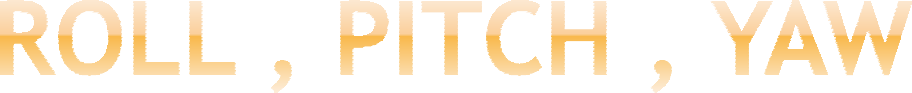 ROLL , PITCH , YAW